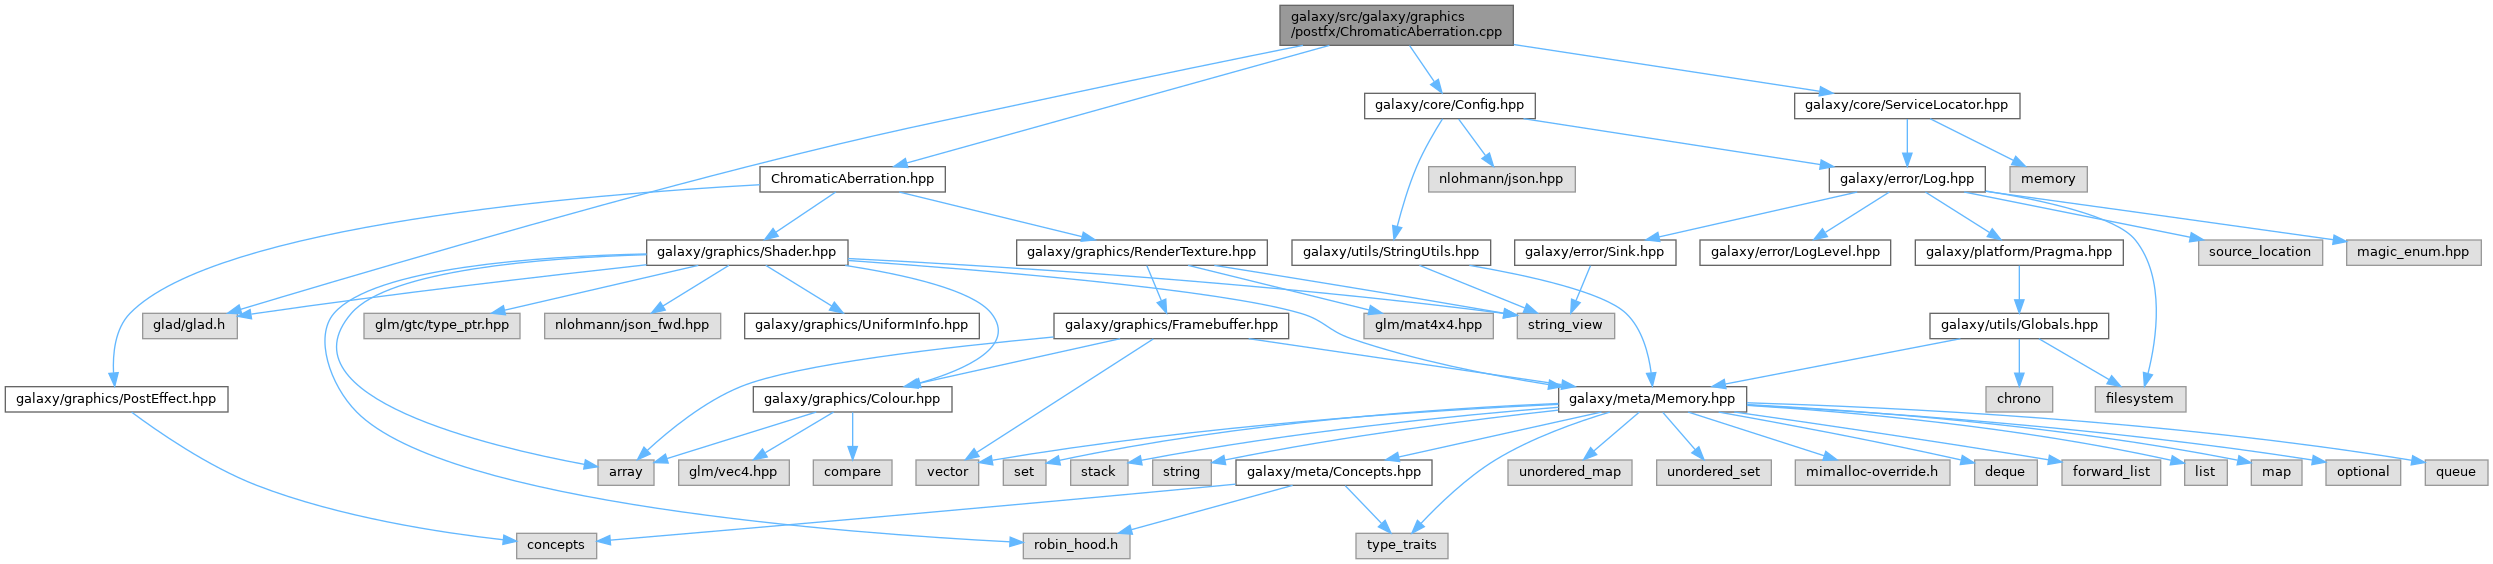 galaxy/src/galaxy/graphics
/postfx/ChromaticAberration.cpp
galaxy/core/Config.hpp
galaxy/core/ServiceLocator.hpp
ChromaticAberration.hpp
nlohmann/json.hpp
galaxy/error/Log.hpp
memory
galaxy/graphics/Shader.hpp
galaxy/graphics/RenderTexture.hpp
galaxy/utils/StringUtils.hpp
galaxy/error/Sink.hpp
galaxy/error/LogLevel.hpp
galaxy/platform/Pragma.hpp
source_location
magic_enum.hpp
glad/glad.h
glm/gtc/type_ptr.hpp
nlohmann/json_fwd.hpp
galaxy/graphics/UniformInfo.hpp
galaxy/graphics/Framebuffer.hpp
glm/mat4x4.hpp
string_view
galaxy/utils/Globals.hpp
galaxy/graphics/PostEffect.hpp
galaxy/graphics/Colour.hpp
galaxy/meta/Memory.hpp
chrono
filesystem
array
glm/vec4.hpp
compare
vector
set
stack
string
galaxy/meta/Concepts.hpp
unordered_map
unordered_set
mimalloc-override.h
deque
forward_list
list
map
optional
queue
concepts
robin_hood.h
type_traits